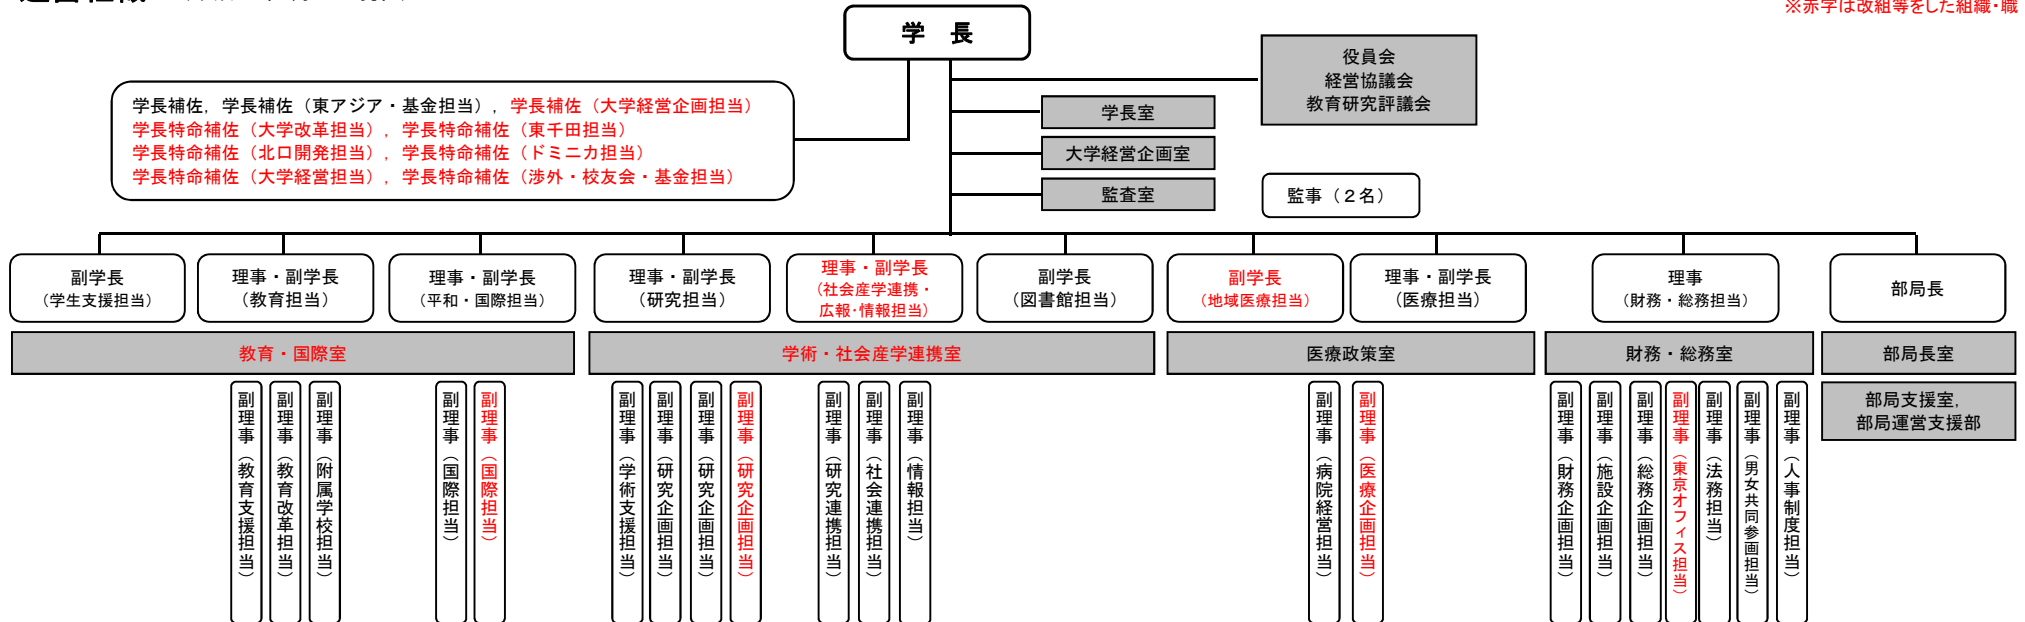 ※赤字は改組等をした組織・職
学 長
役員会
経営協議会
教育研究評議会
学長補佐，学長補佐（東アジア・基金担当），学長補佐（大学経営企画担当）
学長特命補佐（大学改革担当），学長特命補佐（東千田担当）
学長特命補佐（北口開発担当），学長特命補佐（ドミニカ担当）
学長特命補佐（大学経営担当），学長特命補佐（渉外・校友会・基金担当）
学長室
大学経営企画室
監査室
監事（２名）
副学長
（学生支援担当）
理事・副学長
（教育担当）
理事・副学長
（平和・国際担当）
理事・副学長
（研究担当）
理事・副学長
（社会産学連携・
広報・情報担当）
副学長
（図書館担当）
副学長
（地域医療担当）
理事・副学長
（医療担当）
理事
（財務・総務担当）
部局長
教育・国際室
学術・社会産学連携室
医療政策室
財務・総務室
部局長室
副理事（教育支援担当）
副理事（教育改革担当）
副理事（附属学校担当）
副理事（国際担当）
副理事（国際担当）
副理事（学術支援担当）
副理事（研究企画担当）
副理事（研究企画担当）
副理事（研究企画担当）
副理事（研究連携担当）
副理事（社会連携担当）
副理事（情報担当）
副理事（病院経営担当）
副理事（医療企画担当）
副理事（財務企画担当）
副理事（施設企画担当）
副理事（総務企画担当）
副理事（東京オフィス担当）
副理事（法務担当）
副理事（男女共同参画担当）
副理事（人事制度担当）
部局支援室，
部局運営支援部